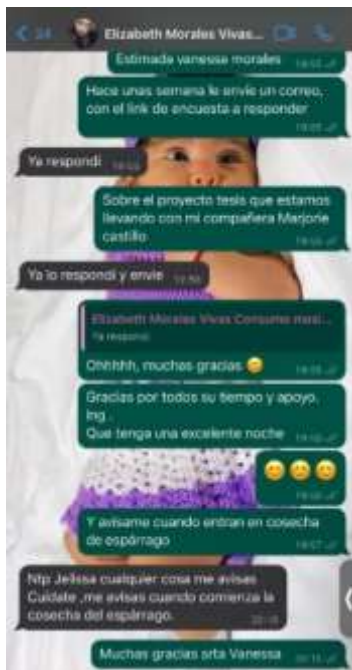 24 Elizabeth Morales Vivas...
Estimada vanessa morales
Hace unas semana le envie un correo,
con el link de encuesta a responder
Ya respondi
Sobre el proyecto tesis que estamos
llevando con mi compañera Marjorie
castillo
Ya lo respondi y envie
Elizabeth Morales Vivas Consumo
Ya respondi
Ohhhhh, muchas gracias 😊
Gracias por todos su tiempo y apoyo.
Ing .
Que tenga una excelente noche
😊😊😊
Y avisame cuando entran en cosecha
de espárrago
Ntp Jelissa cualquier cosa me avisas
Cuidate ,me avisas cuando comienza la
cosecha del espárrago.
Muchas gracias srta Vanessa